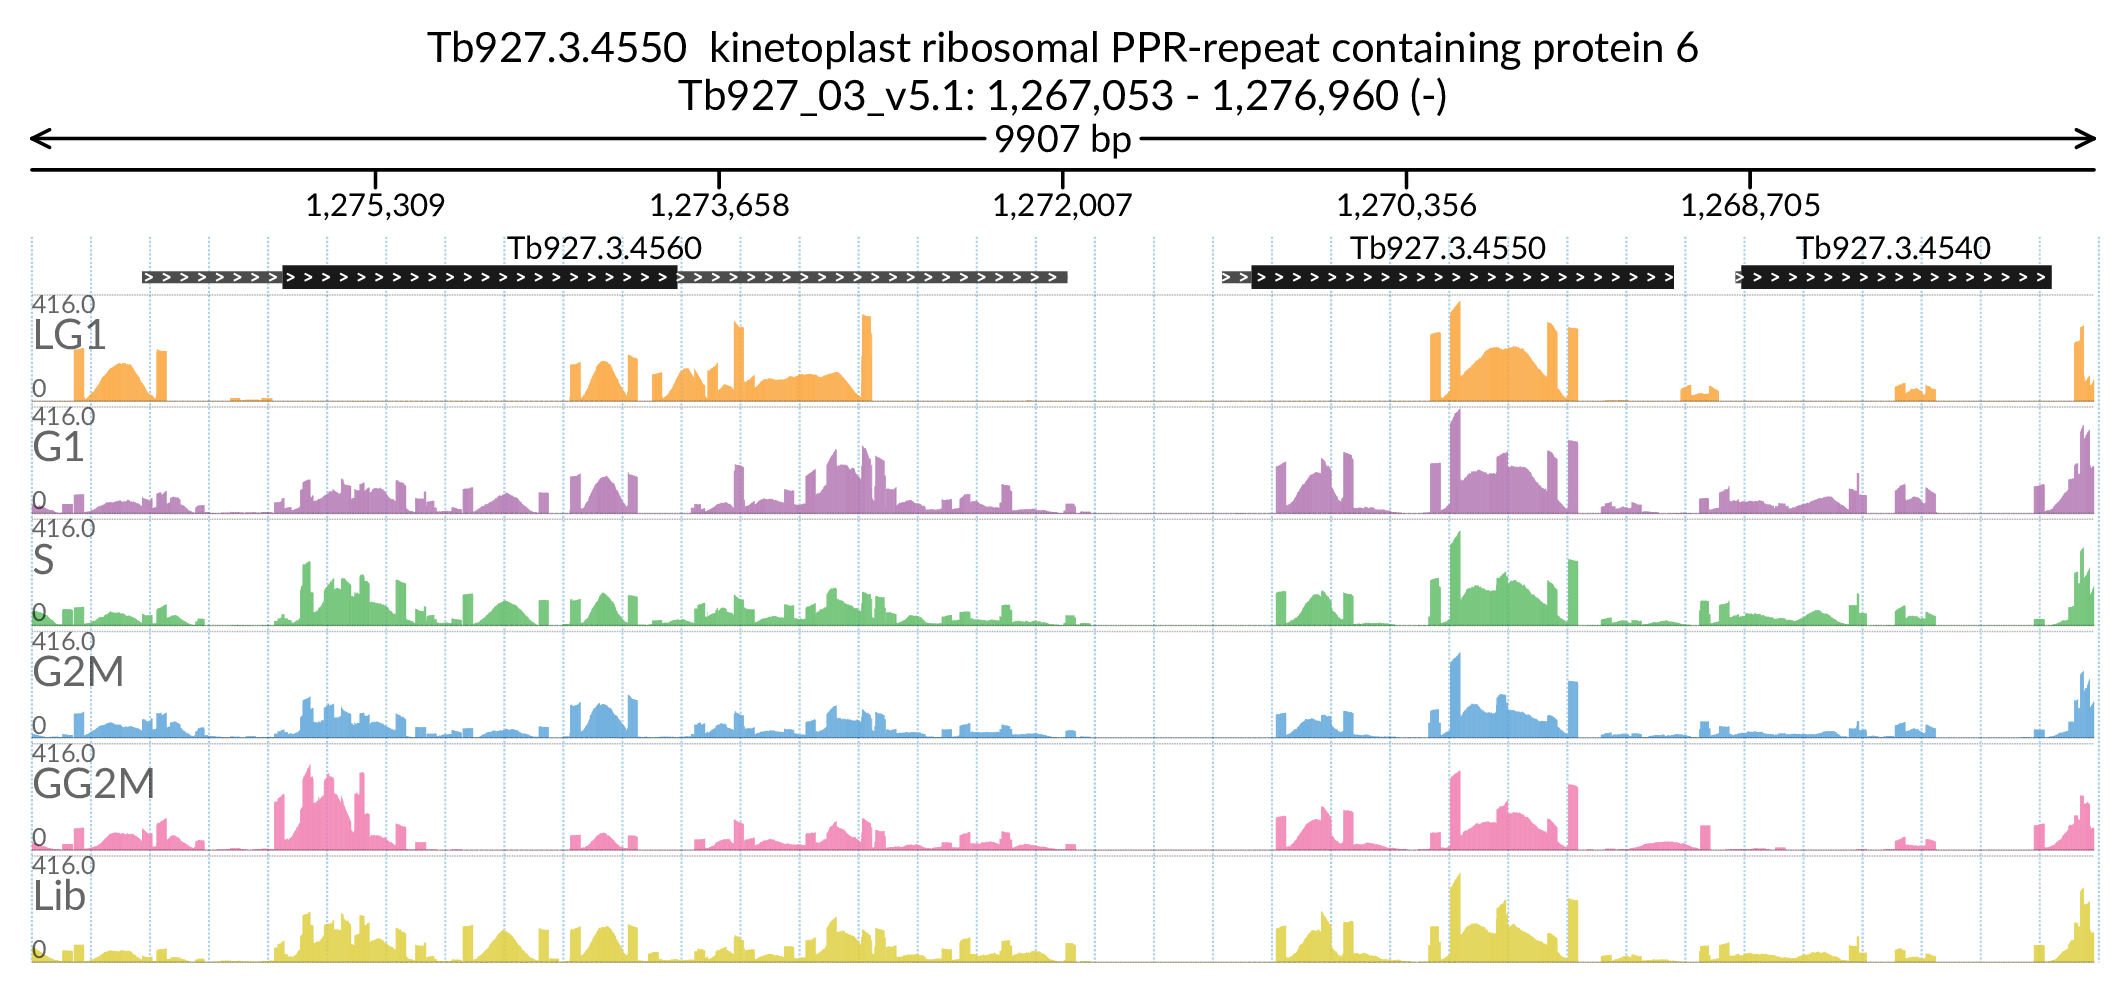 Tb927.3.4550  kinetoplast ribosomal PPR-repeat containing protein 6
Tb927_03_v5.1: 1,267,053 - 1,276,960 (-)
9907 bp
1,275,309 1,273,658 1,272,007 1,270,356 1,268,705
Tb927.3.4560 Tb927.3.4550 Tb927.3.4540
416.0
LG1
0
416.0
G1
0
416.0
S
0
416.0
G2M
0
416.0
GG2M
0
416.0
Lib
0